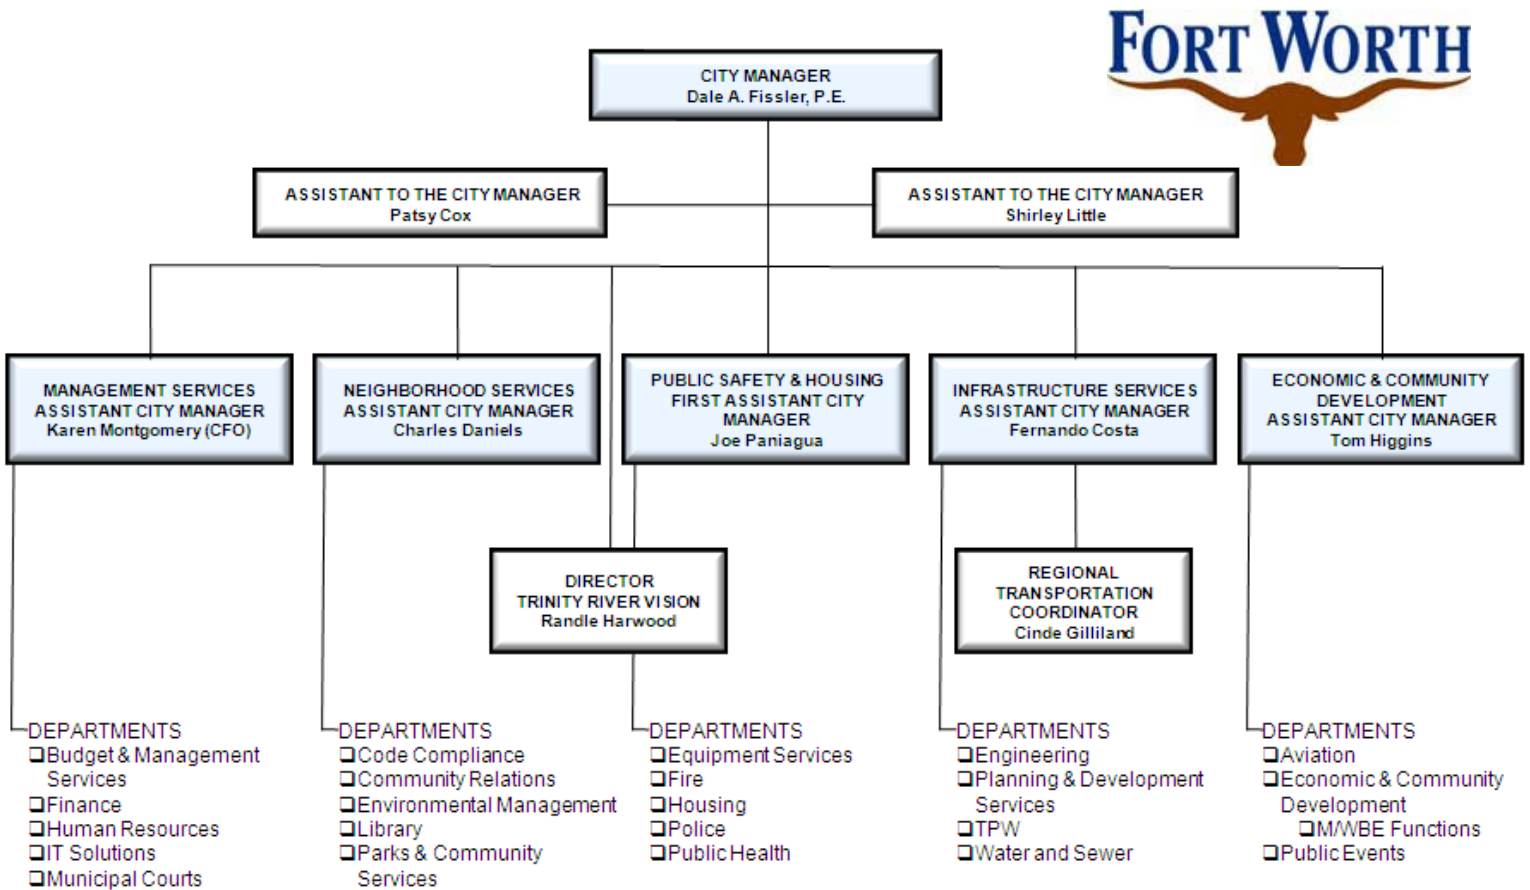 FORT WORTH
CITY MANAGER
Dale A. Fissler, P.E.
ASSISTANT TO THE CITY MANAGER
Patsy Cox
ASSISTANT TO THE CITY MANAGER
Shirley Little
MANAGEMENT SERVICES
ASSISTANT CITY MANAGER
Karen Montgomery (CFO)
NEIGHBORHOOD SERVICES
ASSISTANT CITY MANAGER
Charles Daniels
PUBLIC SAFETY & HOUSING
FIRST ASSISTANT CITY
MANAGER
Joe Paniagua
INFRASTRUCTURE SERVICES
ASSISTANT CITY MANAGER
Fernando Costa
ECONOMIC & COMMUNITY
DEVELOPMENT
ASSISTANT CITY MANAGER
Tom Higgins
DIRECTOR
TRINITY RIVER VISION
Randle Harwood
REGIONAL
TRANSPORTATION
COORDINATOR
Cinde Gilliland
DEPARTMENTS
❑Budget & Management
Services
❑Finance
❑Human Resources
❑IT Solutions
❑Municipal Courts
DEPARTMENTS
❑Code Compliance
❑Community Relations
❑Environmental Management
❑Library
❑Parks & Community
Services
DEPARTMENTS
❑Equipment Services
❑Fire
❑Housing
❑Police
❑Public Health
DEPARTMENTS
❑Engineering
❑Planning & Development
Services
❑TPW
❑Water and Sewer
DEPARTMENTS
❑Aviation
❑Economic & Community
Development
❑M/WBE Functions
❑Public Events